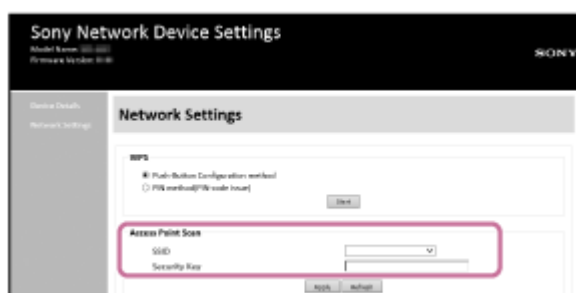 Sony Network Device Settings
Model Name:
Firmware Version:
SONY
Device Details
Network Settings
Network Settings
WPS
Push-Button Configuration method
PIN method(PIN-code issue)
Start
Access Point Scan
SSID
Security Key
Apply
Refresh